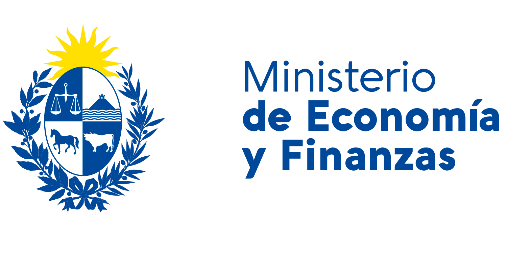 Ministerio
de Economía
y Finanzas